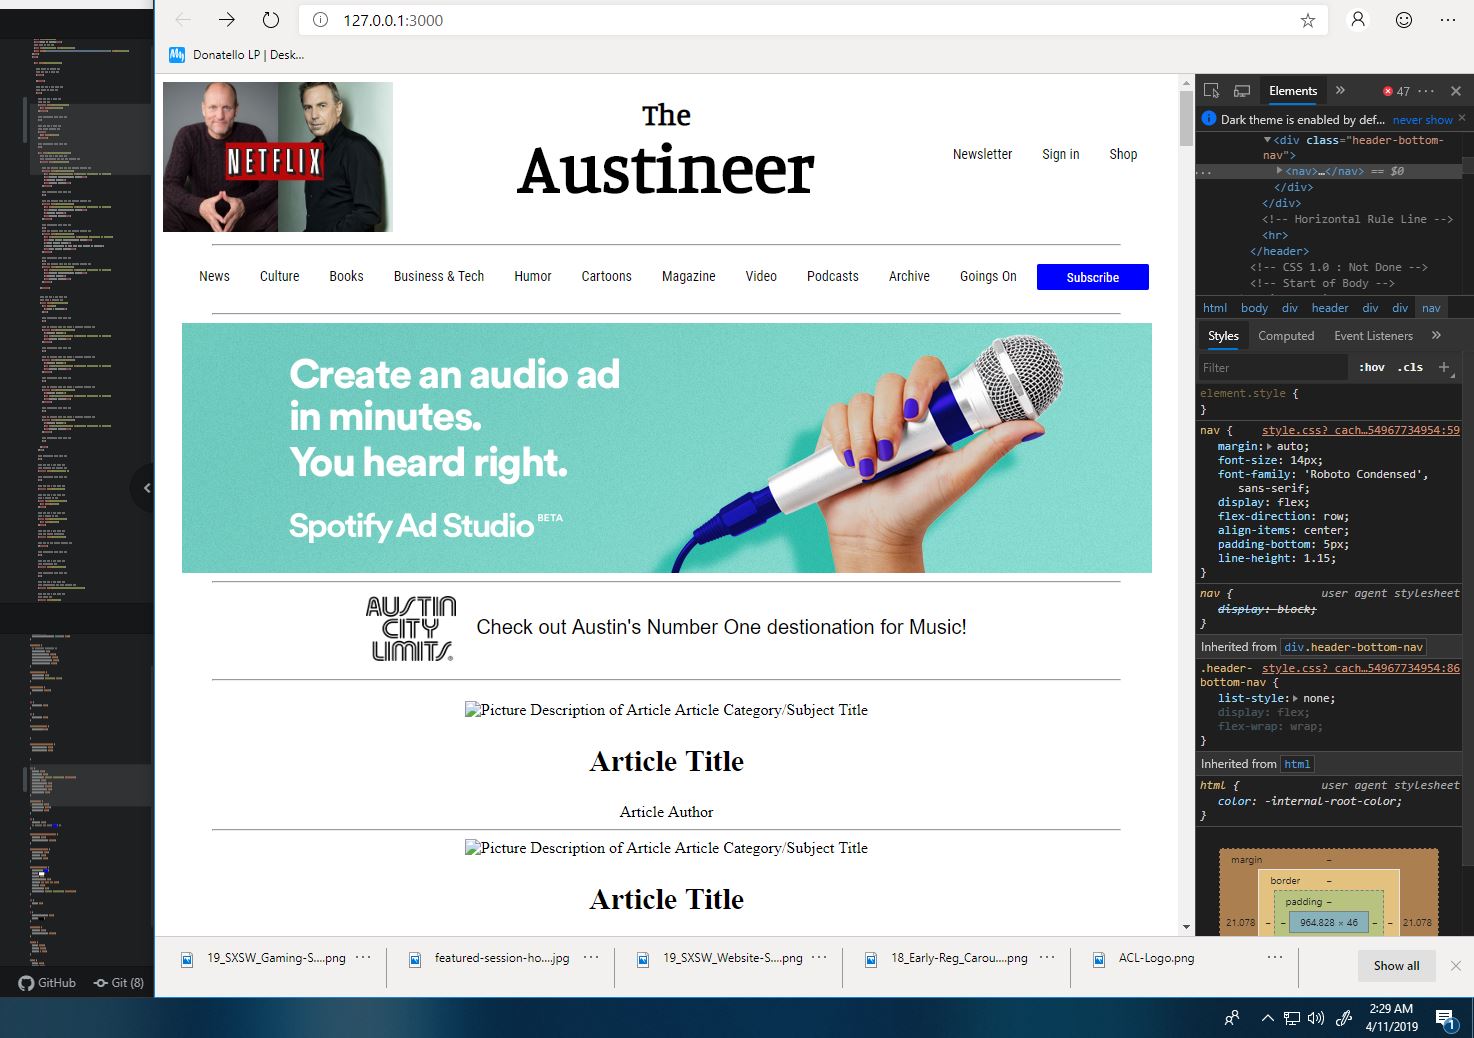 127.0.0.1:3000
Donatello LP | Desk...
NETFLIX
The
Austineer
Newsletter Sign in Shop
News Culture Books Business & Tech Humor Cartoons Magazine Video Podcasts Archive Goings On Subscribe
Create an audio ad
in minutes.
You heard right.
Spotify Ad Studio BETA
AUSTIN
CITY
LIMITS®
Check out Austin's Number One destionation for Music!
Picture Description of Article Article Category/Subject Title
Article Title
Article Author
Picture Description of Article Article Category/Subject Title
Article Title
Elements
47
Dark theme is enabled by def... never show
<div class="header-bottom-
nav">
... <nav>…</nav> == $0
</div>
</div>
<!-- Horizontal Rule Line -->
<hr>
</header>
<!-- CSS 1.0 : Not Done -->
<!-- Start of Body -->
html body div header div div nav
Styles Computed Event Listeners
Filter :hov .cls
element.style {
}
nav { style.css?_cach…54967734954:59
margin: auto;
font-size: 14px;
font-family: 'Roboto Condensed',
sans-serif;
display: flex;
flex-direction: row;
align-items: center;
padding-bottom: 5px;
line-height: 1.15;
}
nav { user agent stylesheet
display: block;
}
Inherited from div.header-bottom-nav
.header- style.css?_cach…54967734954:86
bottom-nav {
list-style: none;
display: flex;
flex-wrap: wrap;
}
Inherited from html
html { user agent stylesheet
color: -internal-root-color;
}
margin –
border –
padding –
21.078 – – 964.828 × 46 – – 21.078
19_SXSW_Gaming-S....png
featured-session-ho....jpg
19_SXSW_Website-S....png
18_Early-Reg_Carou....png
ACL-Logo.png
Show all
GitHub Git (8)
2:29 AM
4/11/2019
1